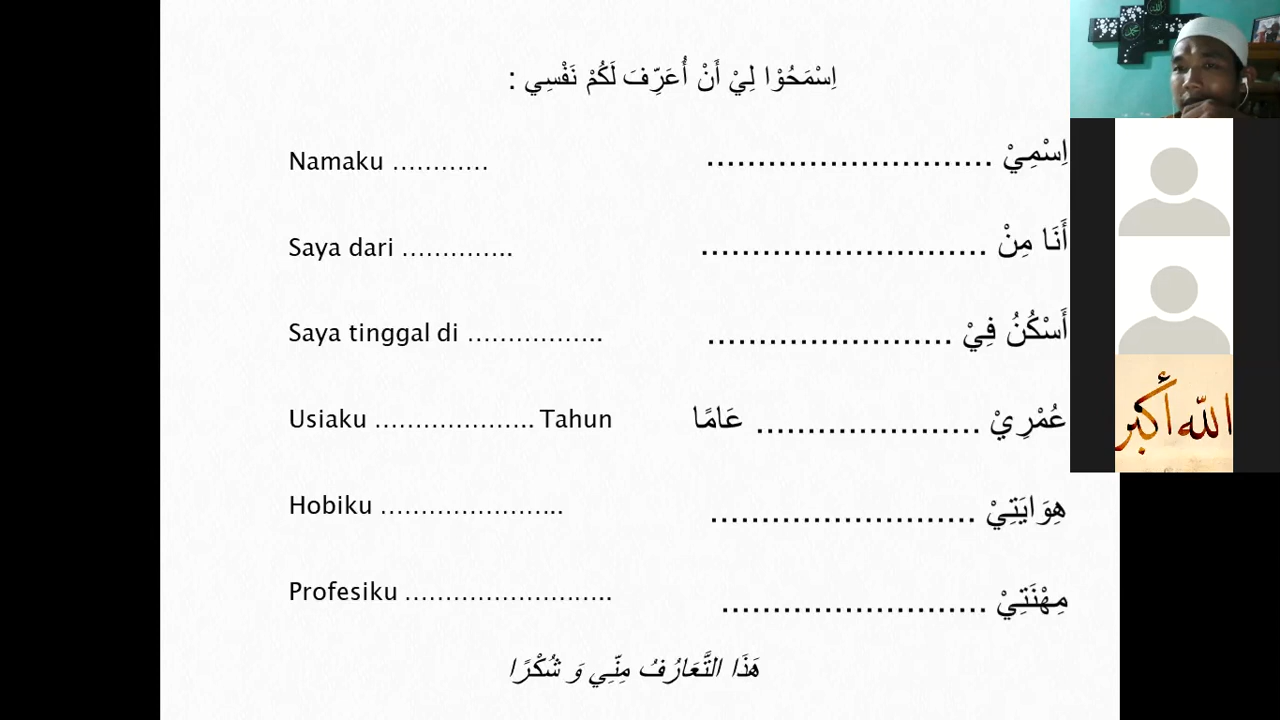 اِسْمَحُوْا لِيْ أَنْ أُعَرِّفَ لَكُمْ نَفْسِي :
Namaku ............ اِسْمِيْ ............................
Saya dari .............. أَنَا مِنْ ............................
Saya tinggal di ................. أَسْكُنُ فِيْ ........................
Usiaku .................... Tahun عُمْرِيْ ...................... عَامًا
Hobiku ....................... هِوَايَتِيْ ..........................
Profesiku .......................... مِهْنَتِيْ ..........................
هَذَا التَّعَارُفُ مِنِّي وَ شُكْرًا
الله أكبر